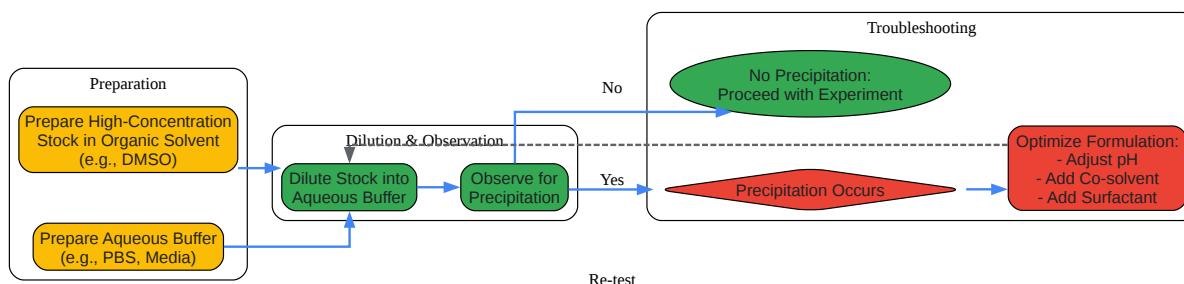 Preparation
Prepare High-Concentration
Stock in Organic Solvent
(e.g., DMSO)
Prepare Aqueous Buffer
(e.g., PBS, Media)
Dilution & Observation
Dilute Stock into
Aqueous Buffer
Observe for
Precipitation
No
Yes
Troubleshooting
No Precipitation:
Proceed with Experiment
Precipitation Occurs
Optimize Formulation:
- Adjust pH
- Add Co-solvent
- Add Surfactant
Re-test